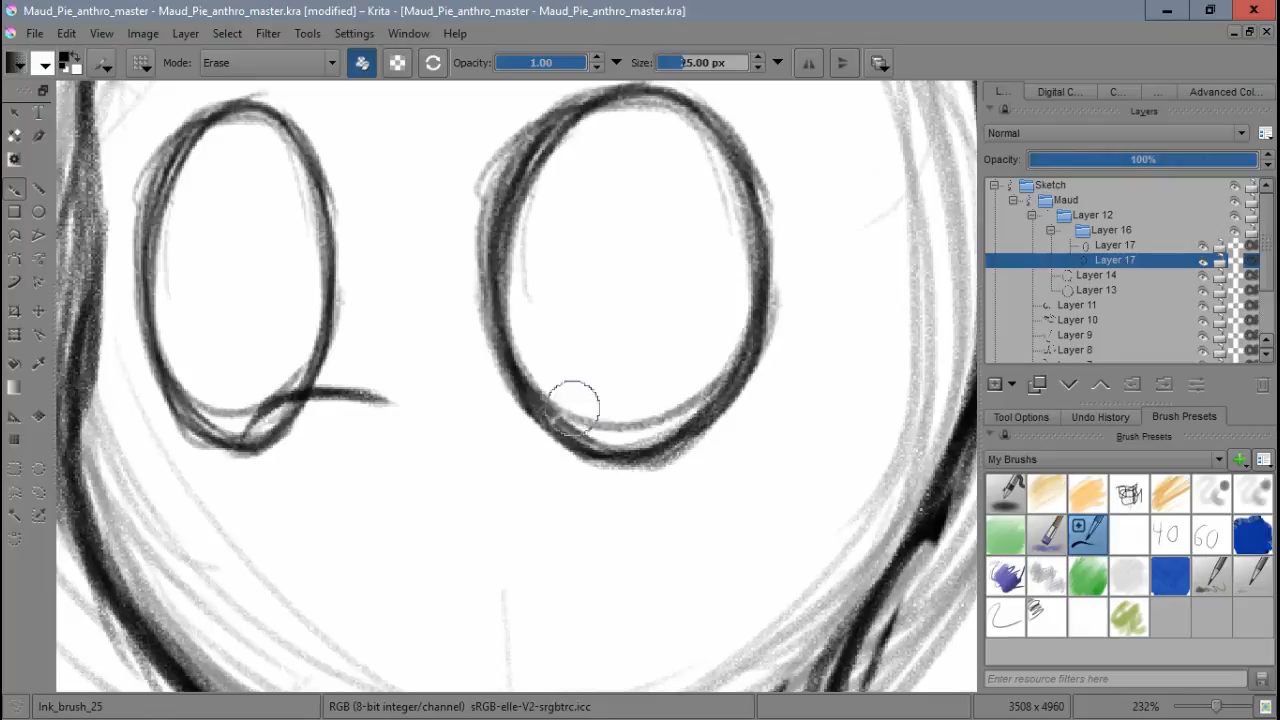 Maud_Pie_anthro_master - Maud_Pie_anthro_master.kra [modified] – Krita - [Maud_Pie_anthro_master - Maud_Pie_anthro_master.kra]
File Edit View Image Layer Select Filter Tools Settings Window Help
Mode: Erase Opacity: 1.00 Size: 25.00 px
L... Digital C... C... ... Advanced Col...
Layers
Normal
Opacity: 100%
Sketch
Maud
Layer 12
Layer 16
Layer 17
Layer 17
Layer 14
Layer 13
Layer 11
Layer 10
Layer 9
Layer 8
Tool Options Undo History Brush Presets
Brush Presets
My Brushes
40 60
Enter resource filters here
Ink_brush_25 RGB (8-bit integer/channel) sRGB-elle-V2-srgbtrc.icc 3508 x 4960 232%